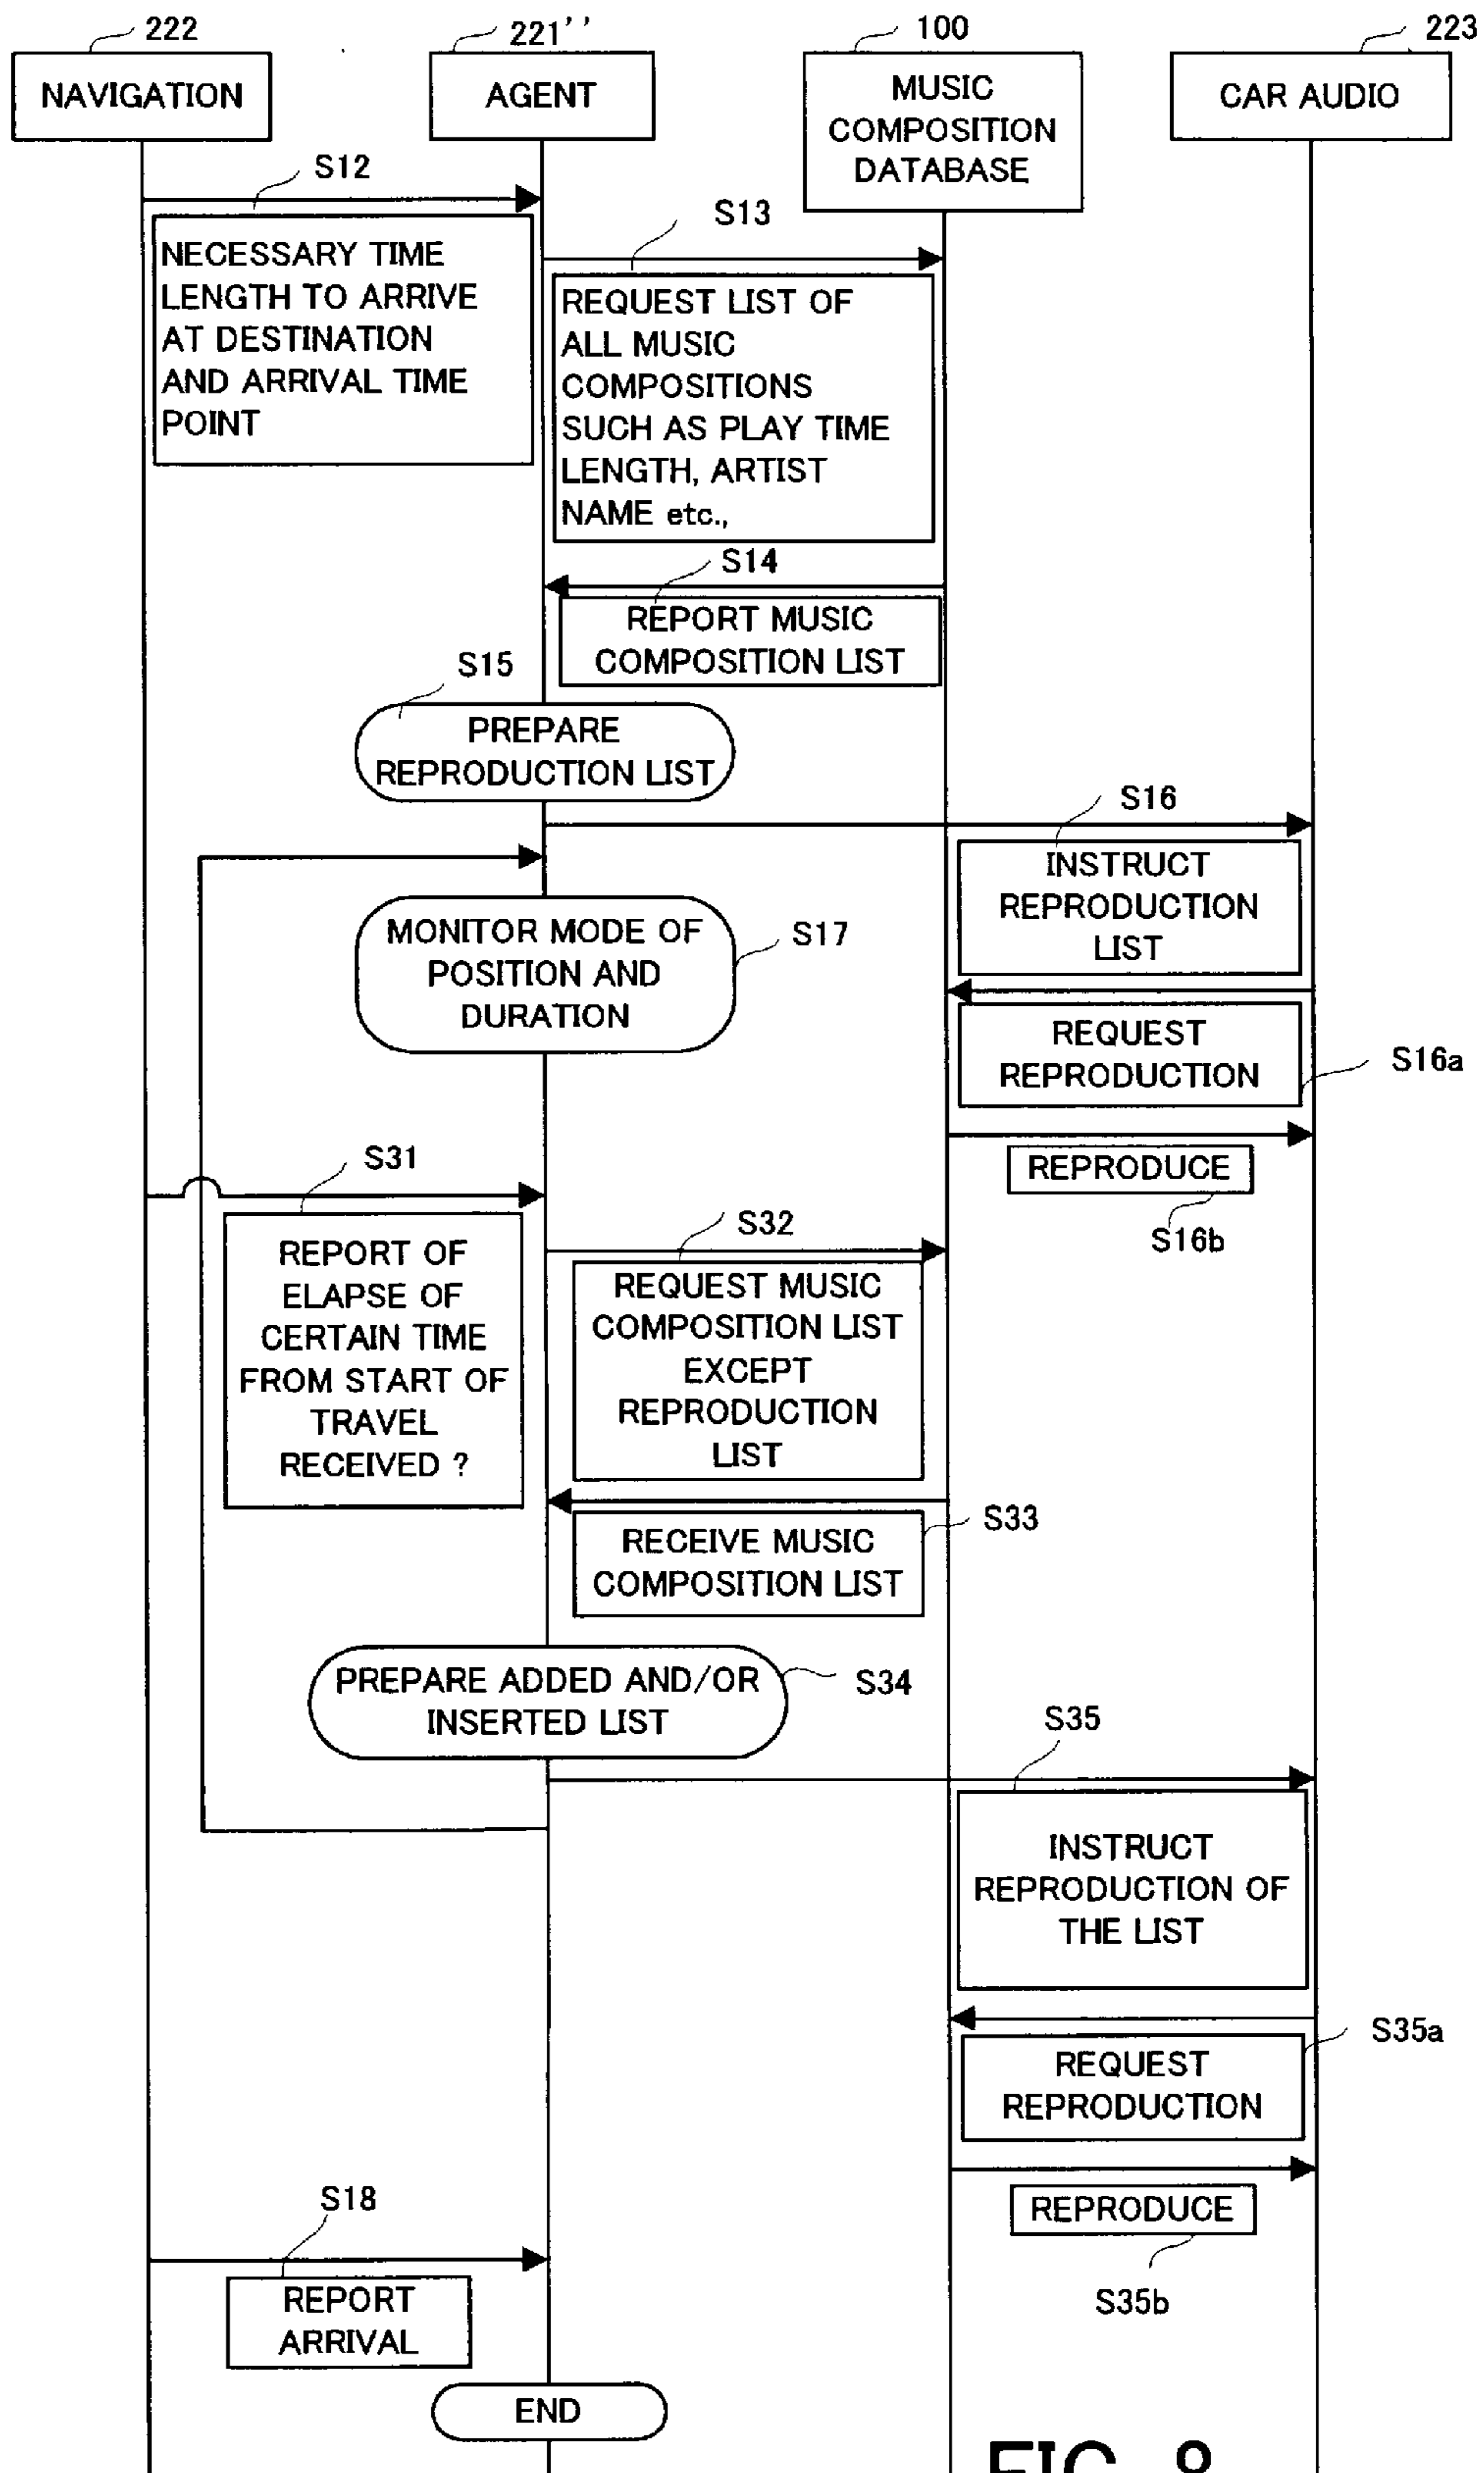 222
221''
100
223
NAVIGATION
AGENT
MUSIC
COMPOSITION
DATABASE
CAR AUDIO
S12
NECESSARY TIME
LENGTH TO ARRIVE
AT DESTINATION
AND ARRIVAL TIME
POINT
S13
REQUEST LIST OF
ALL MUSIC
COMPOSITIONS
SUCH AS PLAY TIME
LENGTH, ARTIST
NAME etc.,
S14
REPORT MUSIC
COMPOSITION LIST
S15
PREPARE
REPRODUCTION LIST
S16
INSTRUCT
REPRODUCTION
LIST
MONITOR MODE OF
POSITION AND
DURATION
S17
REQUEST
REPRODUCTION
S16a
REPRODUCE
S16b
S31
REPORT OF
ELAPSE OF
CERTAIN TIME
FROM START OF
TRAVEL
RECEIVED ?
S32
REQUEST MUSIC
COMPOSITION LIST
EXCEPT
REPRODUCTION
LIST
S33
RECEIVE MUSIC
COMPOSITION LIST
PREPARE ADDED AND/OR
INSERTED LIST
S34
S35
INSTRUCT
REPRODUCTION OF
THE LIST
S35a
REQUEST
REPRODUCTION
REPRODUCE
S35b
S18
REPORT
ARRIVAL
END
FIG. 8